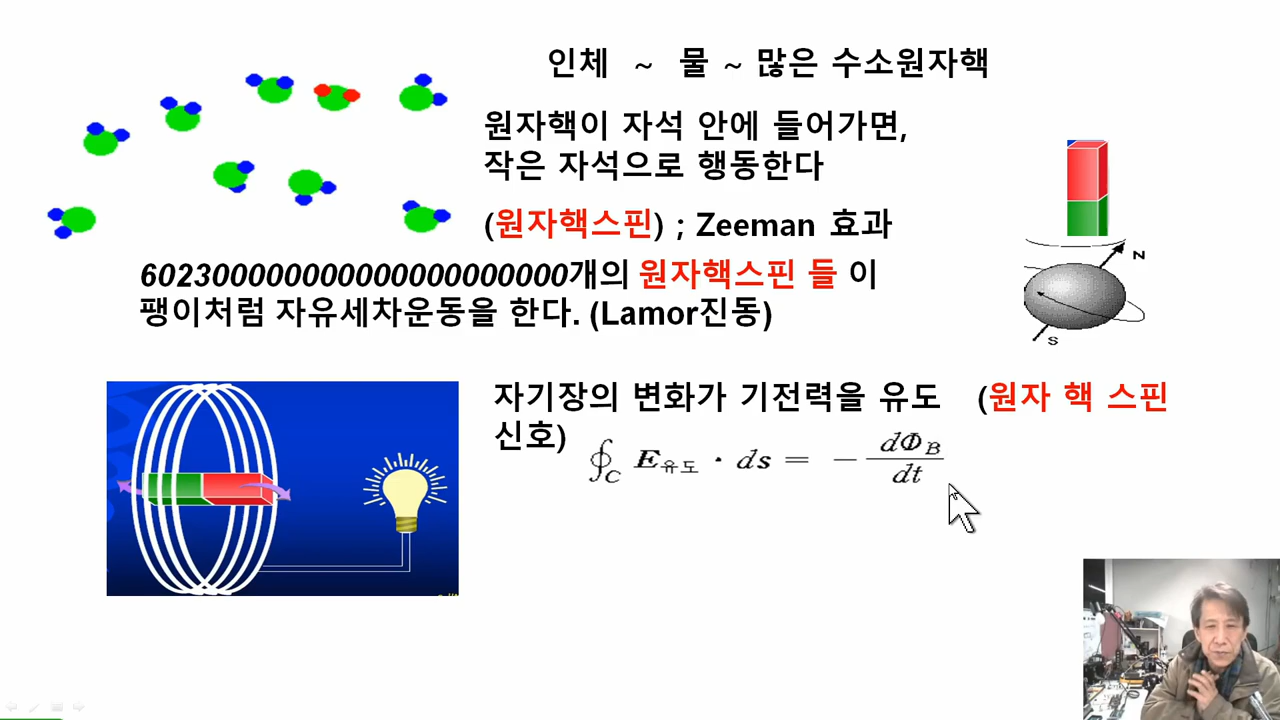 인체 ~ 물 ~ 많은 수소원자핵
원자핵이 자석 안에 들어가면,
작은 자석으로 행동한다
(원자핵스핀) ; Zeeman 효과
602300000000000000000000개의 원자핵스핀 들 이
팽이처럼 자유세차운동을 한다. (Lamor진동)
N
S
자기장의 변화가 기전력을 유도 (원자 핵 스핀
신호)
∮_C E유도 · ds = − dΦ_B / dt